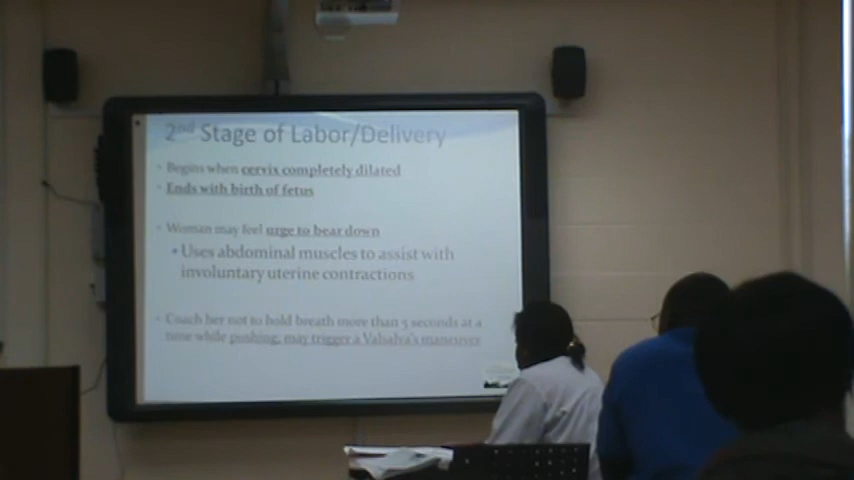 2nd Stage of Labor/Delivery
• Begins when cervix completely dilated
• Ends with birth of fetus
• Woman may feel urge to bear down
• Uses abdominal muscles to assist with
involuntary uterine contractions
• Coach her not to hold breath more than 5 seconds at a
time while pushing; may trigger a Valsalva's maneuver